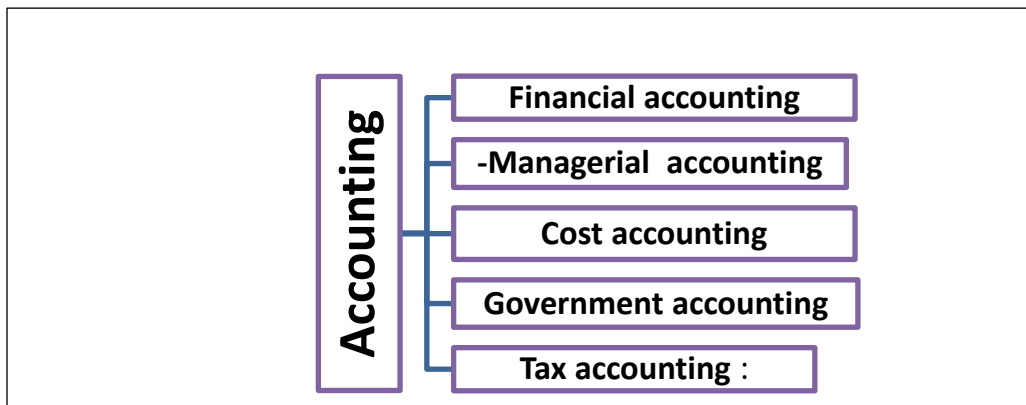 Accounting
Financial accounting
-Managerial  accounting
Cost accounting
Government accounting
Tax accounting :